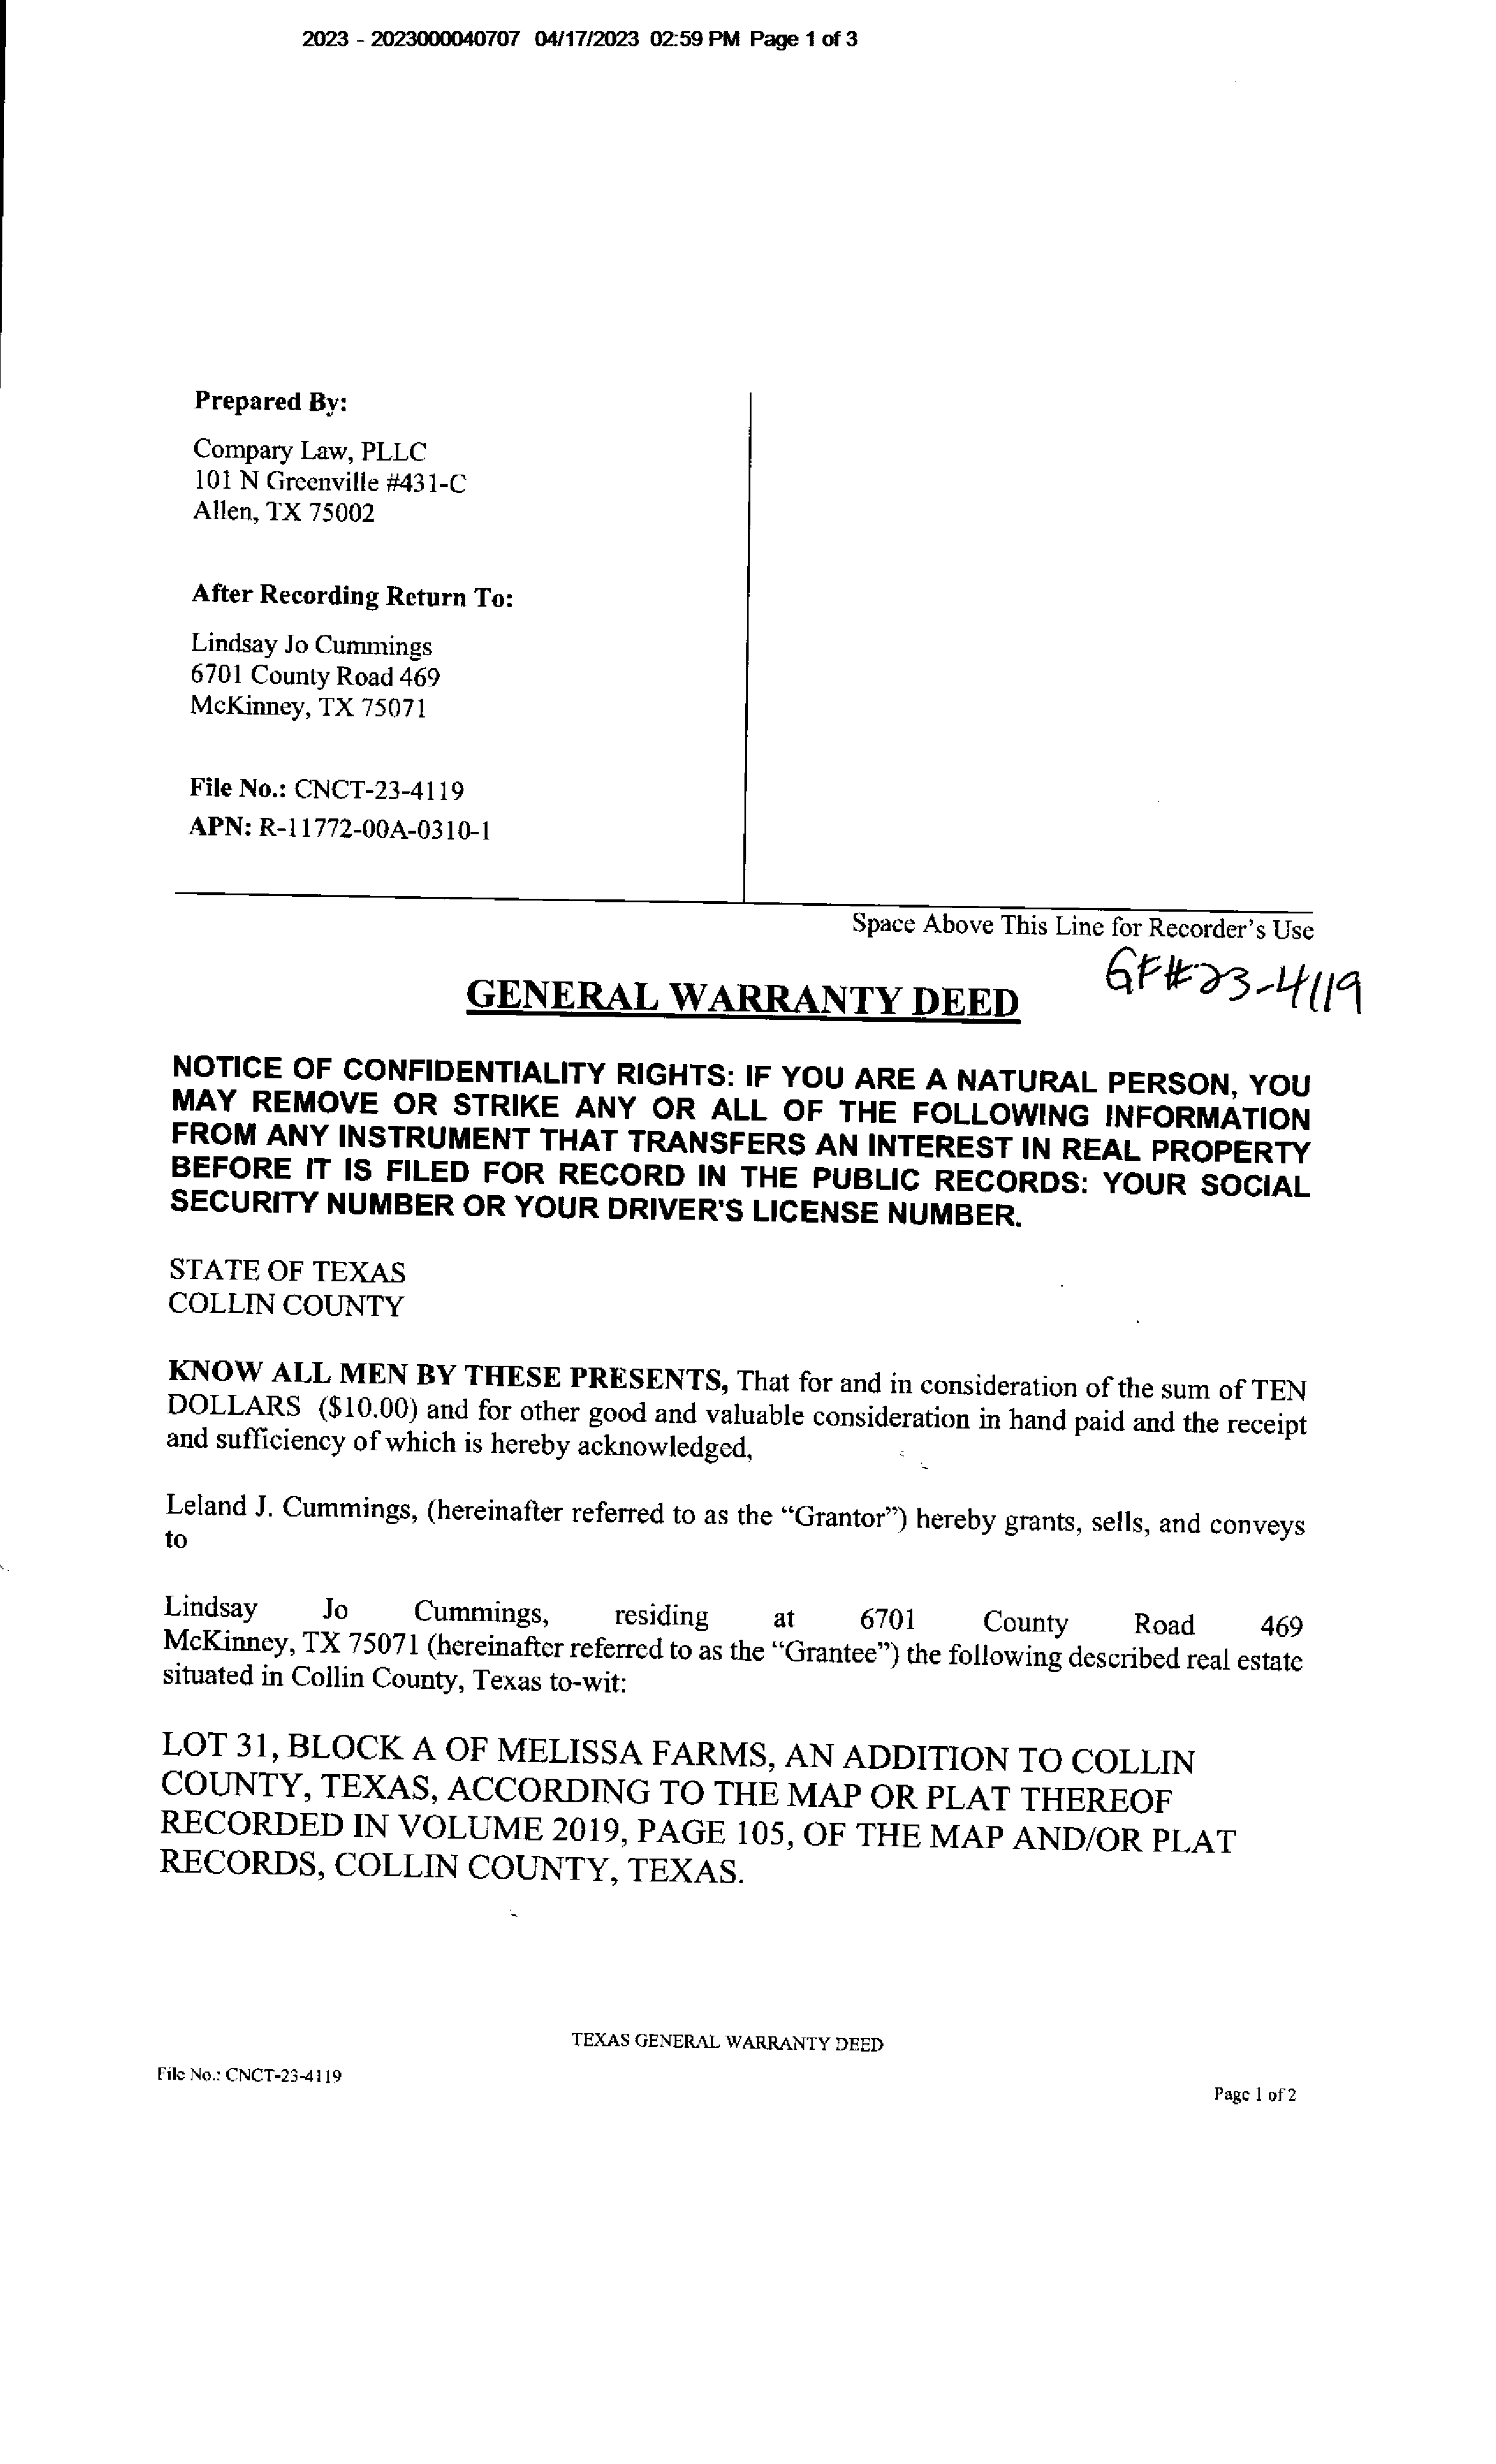 2023 - 2023000040707 04/17/2023 02:59 PM Page 1 of 3
Prepared By:
Compary Law, PLLC
101 N Greenville #431-C
Allen, TX 75002
After Recording Return To:
Lindsay Jo Cummings
6701 County Road 469
McKinney, TX 75071
File No.: CNCT-23-4119
APN: R-11772-00A-0310-1
Space Above This Line for Recorder's Use
GF#23-4119
GENERAL WARRANTY DEED
NOTICE OF CONFIDENTIALITY RIGHTS: IF YOU ARE A NATURAL PERSON, YOU
MAY REMOVE OR STRIKE ANY OR ALL OF THE FOLLOWING INFORMATION
FROM ANY INSTRUMENT THAT TRANSFERS AN INTEREST IN REAL PROPERTY
BEFORE IT IS FILED FOR RECORD IN THE PUBLIC RECORDS: YOUR SOCIAL
SECURITY NUMBER OR YOUR DRIVER'S LICENSE NUMBER.
STATE OF TEXAS
COLLIN COUNTY
KNOW ALL MEN BY THESE PRESENTS, That for and in consideration of the sum of TEN
DOLLARS ($10.00) and for other good and valuable consideration in hand paid and the receipt
and sufficiency of which is hereby acknowledged,
Leland J. Cummings, (hereinafter referred to as the “Grantor”) hereby grants, sells, and conveys
to
Lindsay Jo Cummings, residing at 6701 County Road 469
McKinney, TX 75071 (hereinafter referred to as the “Grantee”) the following described real estate
situated in Collin County, Texas to-wit:
LOT 31, BLOCK A OF MELISSA FARMS, AN ADDITION TO COLLIN
COUNTY, TEXAS, ACCORDING TO THE MAP OR PLAT THEREOF
RECORDED IN VOLUME 2019, PAGE 105, OF THE MAP AND/OR PLAT
RECORDS, COLLIN COUNTY, TEXAS.
TEXAS GENERAL WARRANTY DEED
File No.: CNCT-23-4119
Page 1 of 2